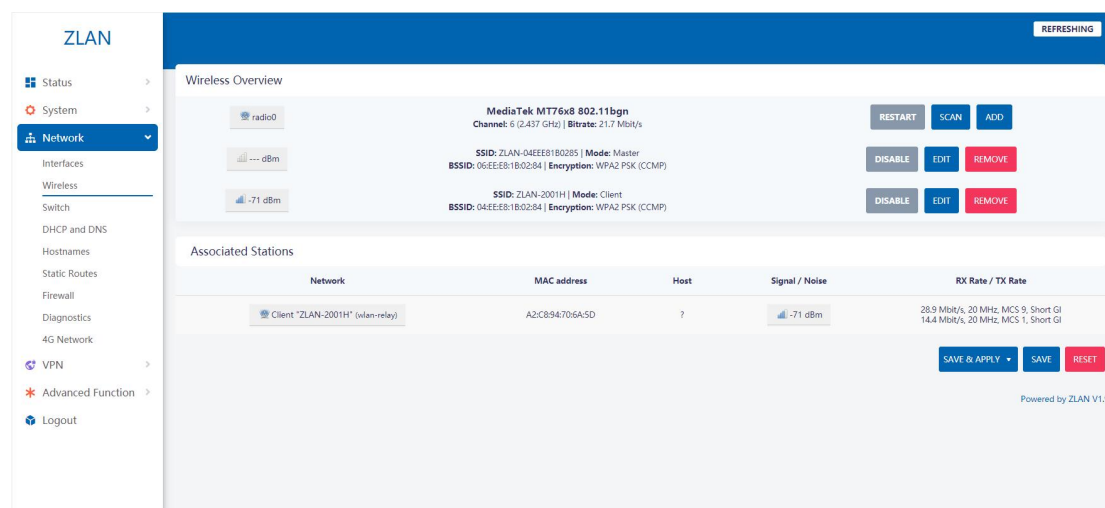 ZLAN
REFRESHING
Status
System
Network
Interfaces
Wireless
Switch
DHCP and DNS
Hostnames
Static Routes
Firewall
Diagnostics
4G Network
VPN
Advanced Function
Logout
Wireless Overview
radio0
MediaTek MT76x8 802.11bgn
Channel: 6 (2.437 GHz) | Bitrate: 21.7 Mbit/s
RESTART SCAN ADD
--- dBm
SSID: ZLAN-04EEE81B0285 | Mode: Master
BSSID: 06:EE:E8:1B:02:84 | Encryption: WPA2 PSK (CCMP)
DISABLE EDIT REMOVE
-71 dBm
SSID: ZLAN-2001H | Mode: Client
BSSID: 04:EE:E8:1B:02:84 | Encryption: WPA2 PSK (CCMP)
DISABLE EDIT REMOVE
Associated Stations
Network MAC address Host Signal / Noise RX Rate / TX Rate
Client "ZLAN-2001H" (wlan-relay) A2:C8:94:70:6A:5D ? -71 dBm
28.9 Mbit/s, 20 MHz, MCS 9, Short GI
14.4 Mbit/s, 20 MHz, MCS 1, Short GI
SAVE & APPLY SAVE RESET
Powered by ZLAN V1.